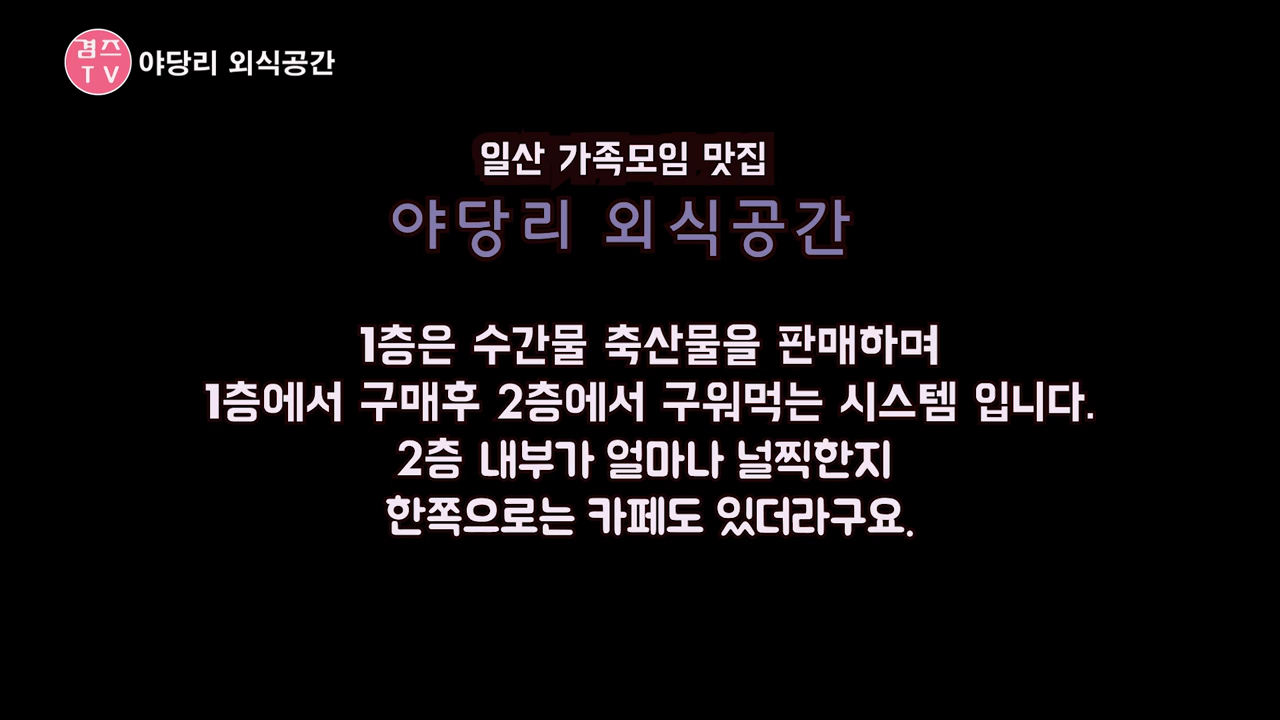 겸즈
TV
야당리 외식공간
일산 가족모임 맛집
야당리 외식공간
1층은 수간물 축산물을 판매하며
1층에서 구매후 2층에서 구워먹는 시스템 입니다.
2층 내부가 얼마나 널찍한지
한쪽으로는 카페도 있더라구요.